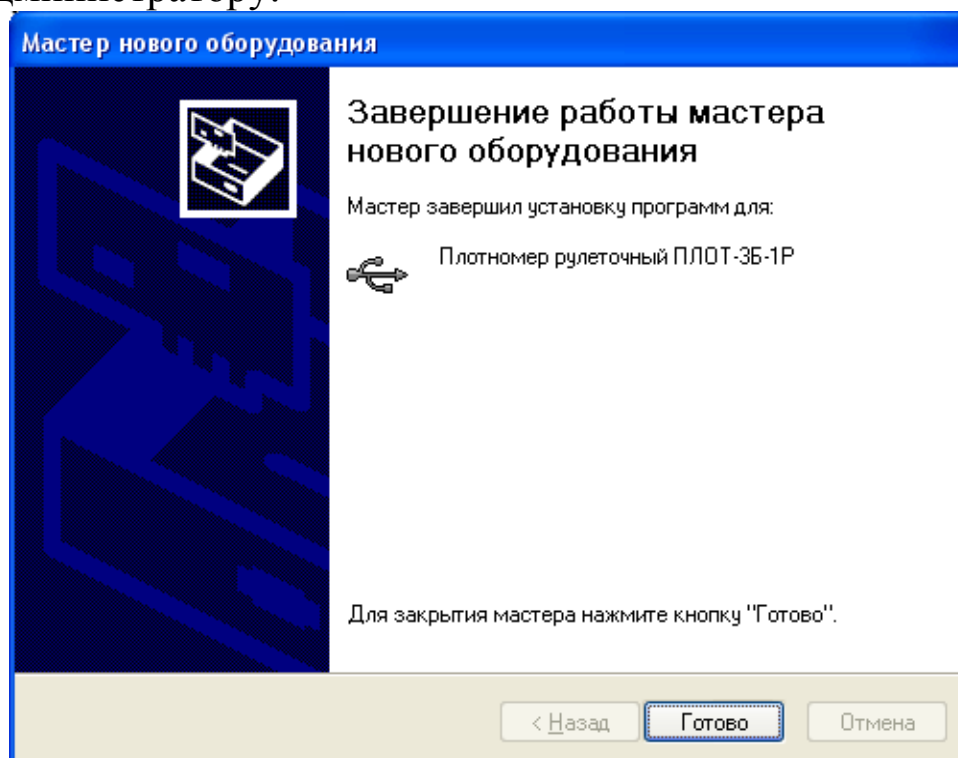 Мастер нового оборудования
Завершение работы мастера
нового оборудования
Мастер завершил установку программ для:
Плотномер рулеточный ПЛОТ-3Б-1Р
Для закрытия мастера нажмите кнопку "Готово".
< Назад Готово Отмена